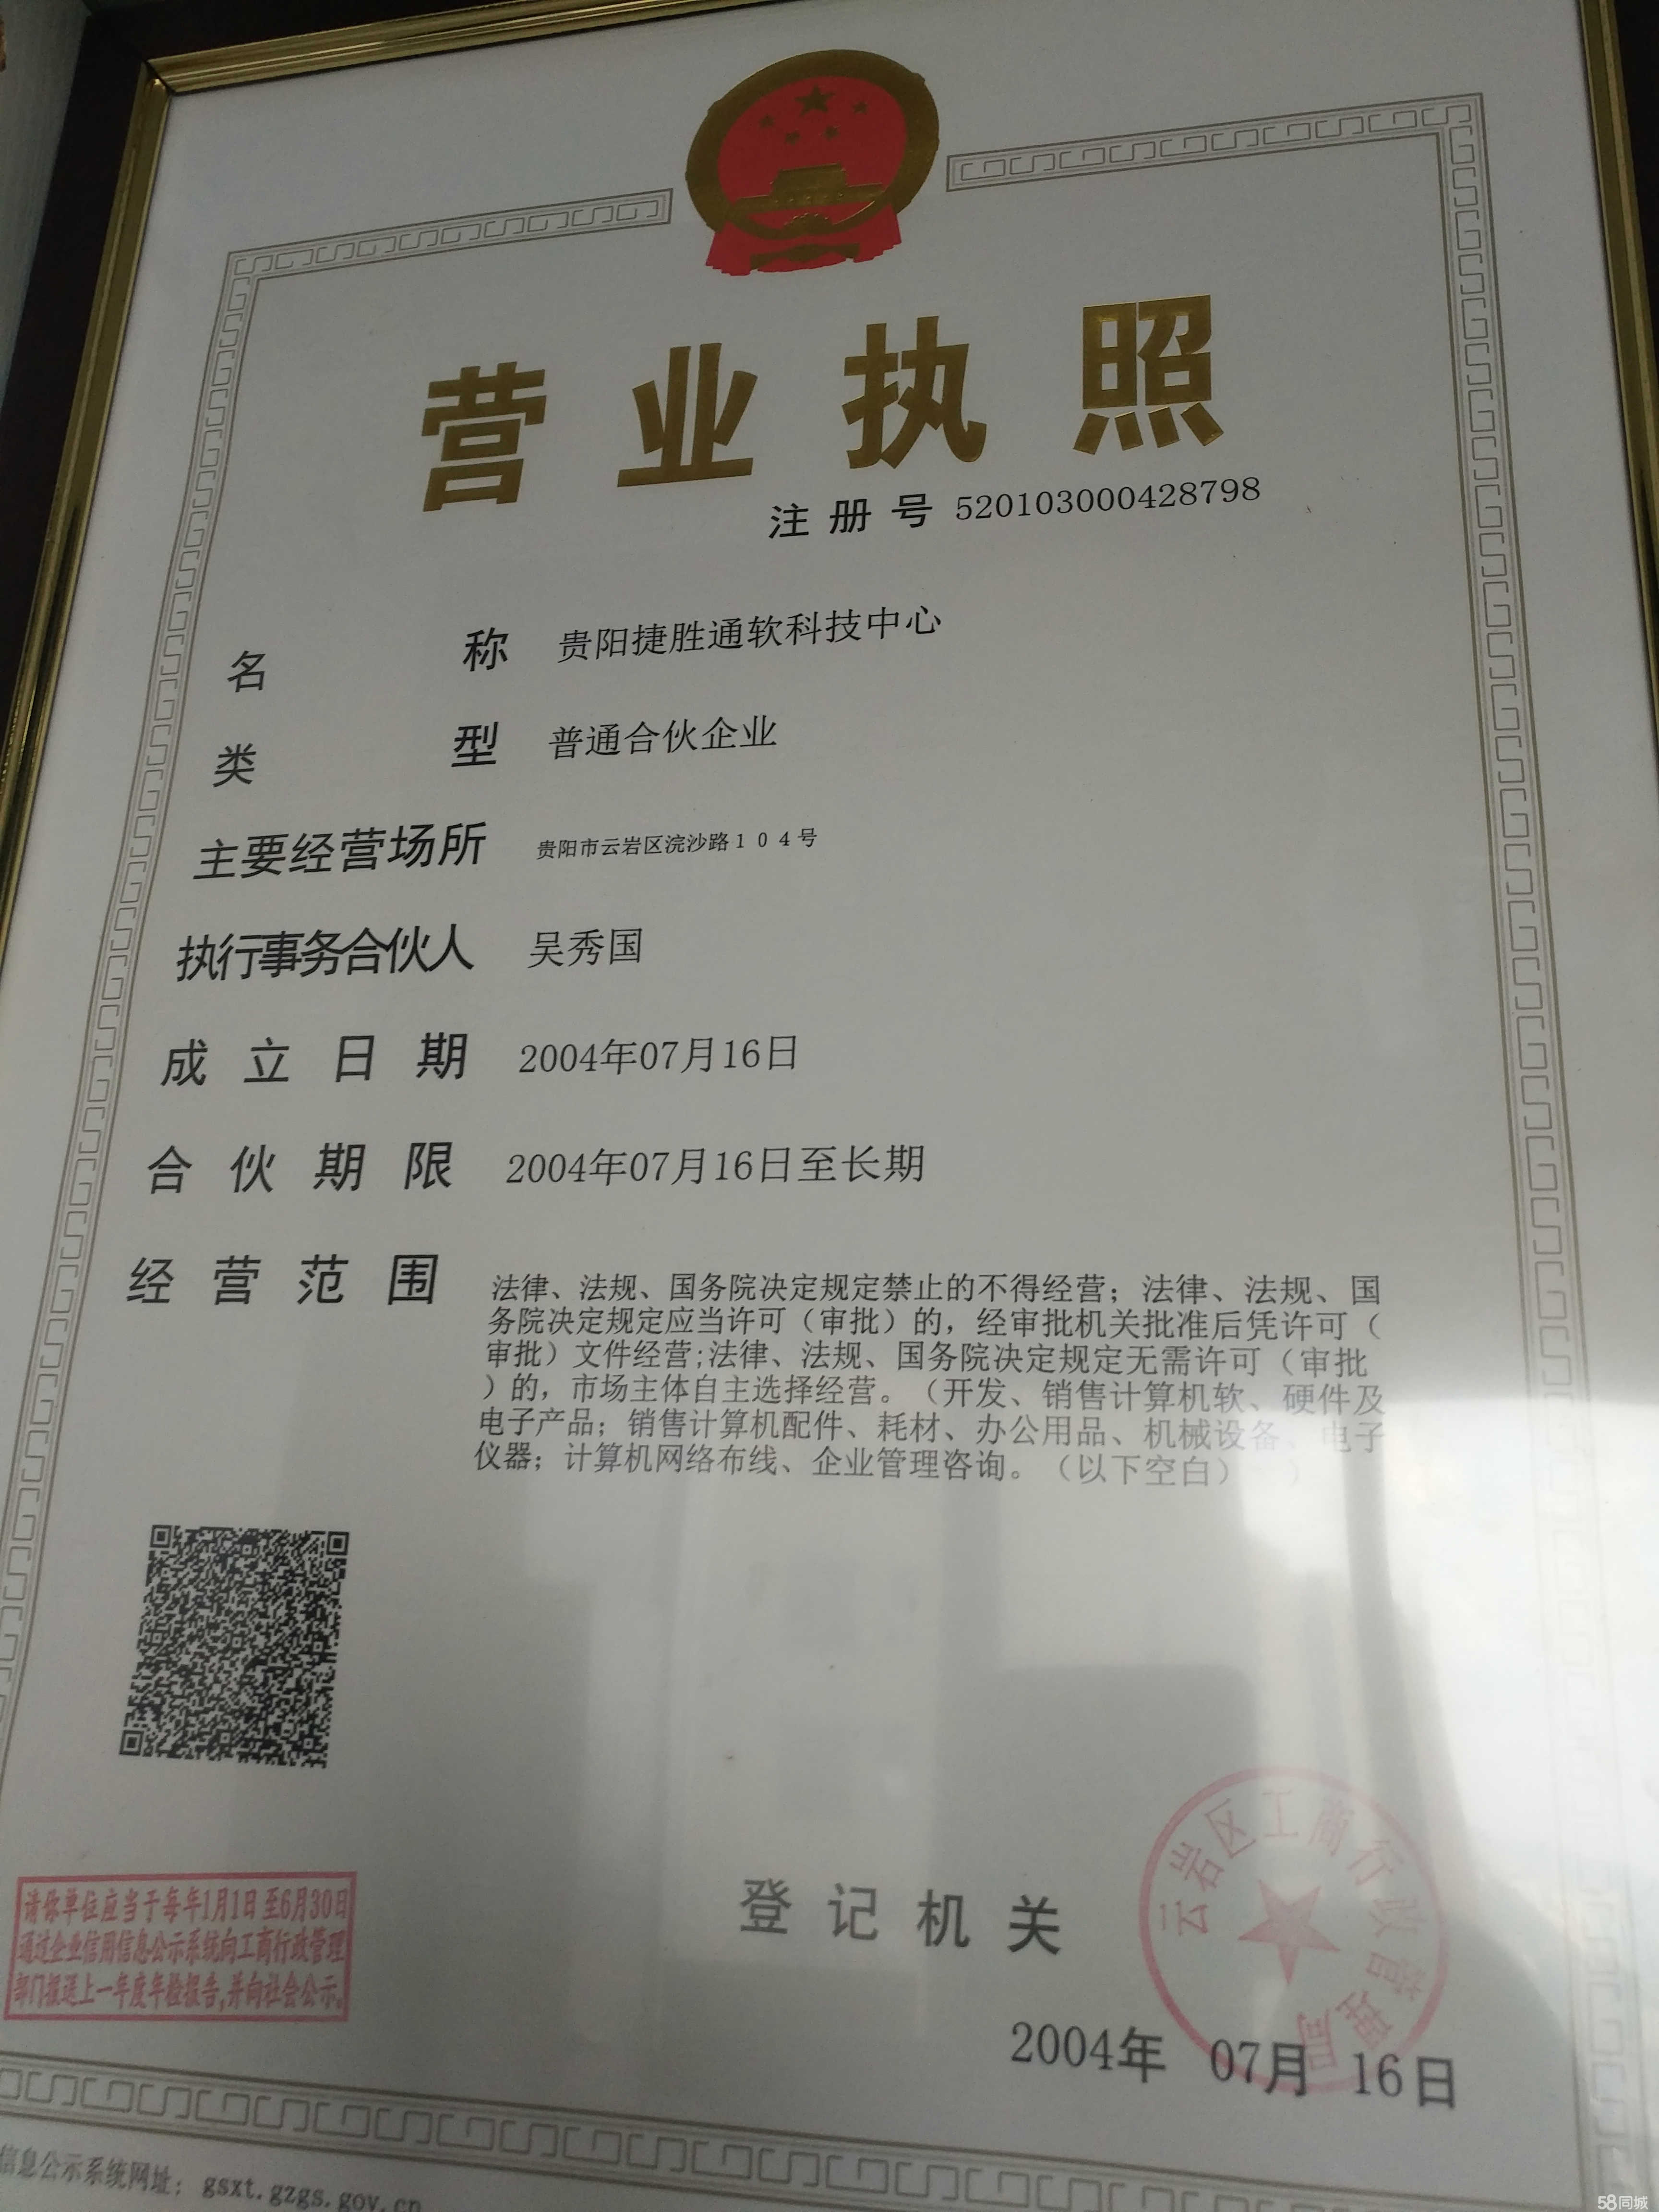 营业执照
注册号 520103000428798
名称 贵阳捷胜通软科技中心
类型 普通合伙企业
主要经营场所 贵阳市云岩区浣沙路104号
执行事务合伙人 吴秀国
成立日期 2004年07月16日
合伙期限 2004年07月16日至长期
经营范围 法律、法规、国务院决定规定禁止的不得经营；法律、法规、国
务院决定规定应当许可（审批）的，经审批机关批准后凭许可（
审批）文件经营;法律、法规、国务院决定规定无需许可（审批
）的，市场主体自主选择经营。（开发、销售计算机软、硬件及
电子产品；销售计算机配件、耗材、办公用品、机械设备、电子
仪器；计算机网络布线、企业管理咨询。（以下空白））
请你单位应当于每年1月1日至6月30日
通过企业信用信息公示系统向工商行政管理
部门报送上一年度年检报告,并向社会公示。
登记机关
云岩区工商行政管理局
2004年 07月 16日
信息公示系统网址：gsxt.gzgs.gov.cn
58同城